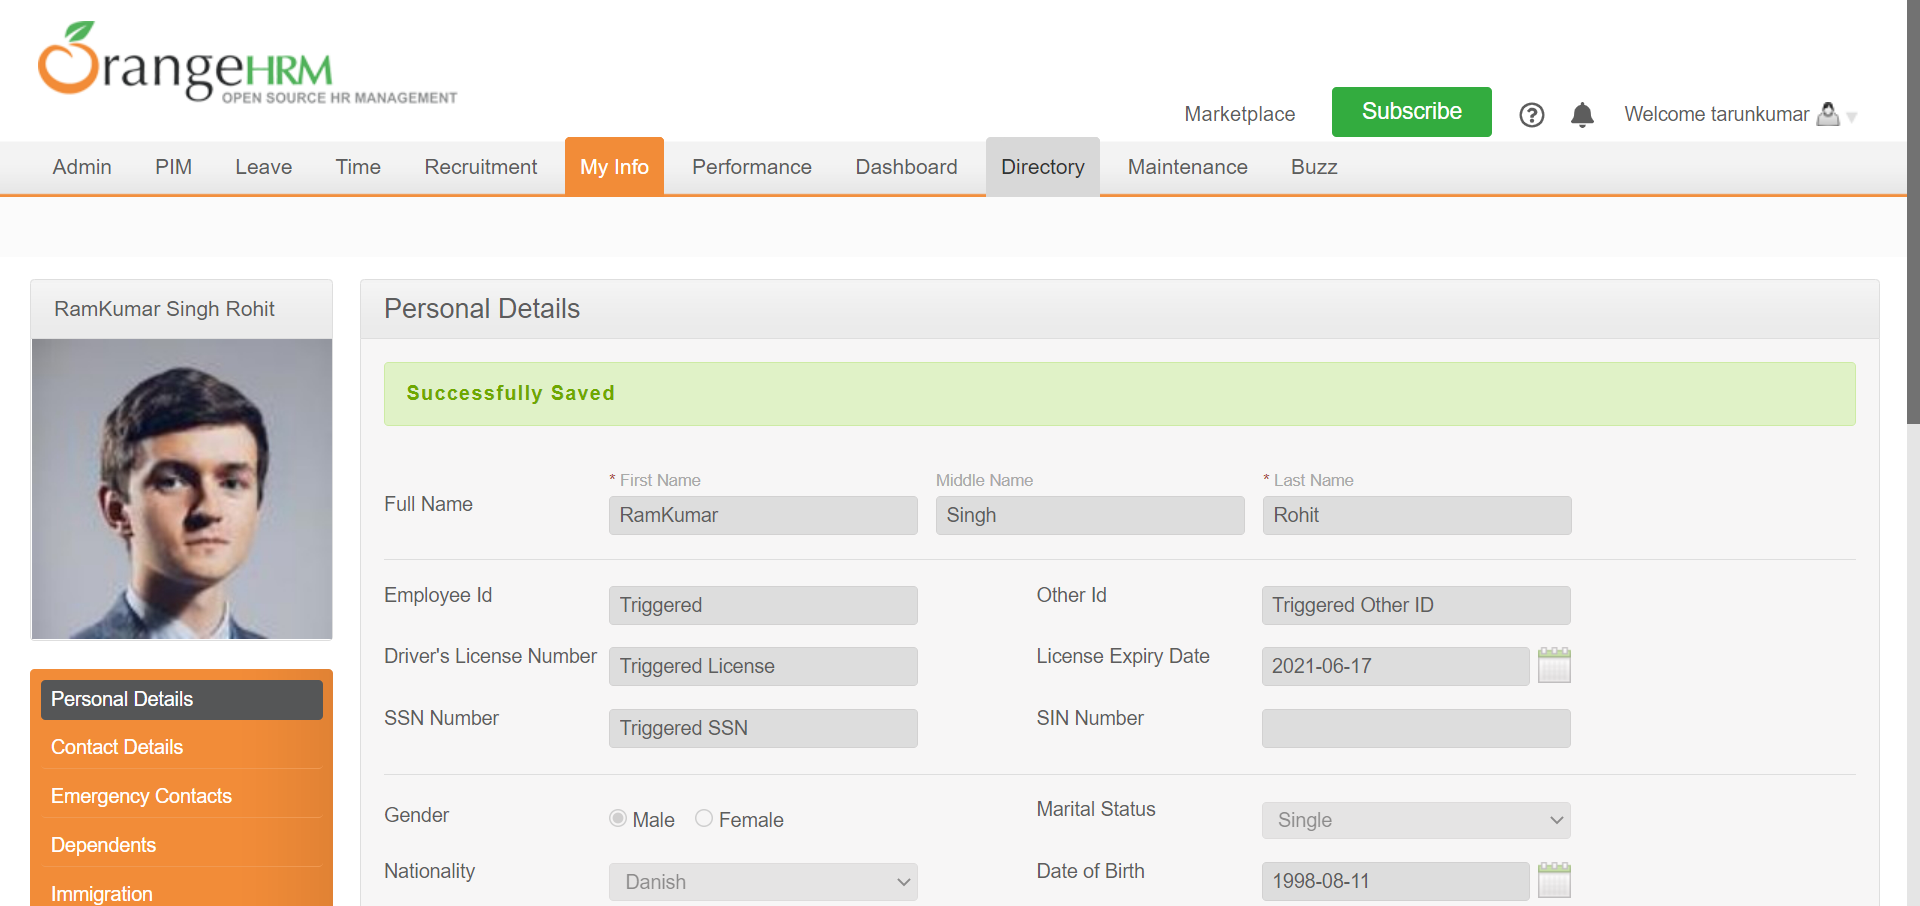 OrangeHRM
OPEN SOURCE HR MANAGEMENT
Marketplace
Subscribe
?
Welcome tarunkumar
Admin PIM Leave Time Recruitment My Info Performance Dashboard Directory Maintenance Buzz
RamKumar Singh Rohit
Personal Details
Contact Details
Emergency Contacts
Dependents
Immigration
Personal Details
Successfully Saved
* First Name Middle Name * Last Name
Full Name RamKumar Singh Rohit
Employee Id Triggered Other Id Triggered Other ID
Driver's License Number Triggered License License Expiry Date 2021-06-17
SSN Number Triggered SSN SIN Number
Gender Male Female Marital Status Single
Nationality Danish Date of Birth 1998-08-11